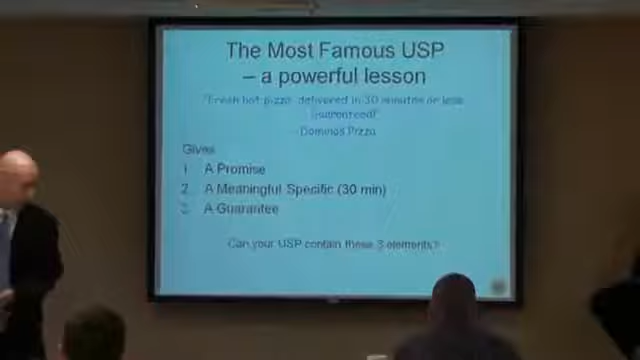 The Most Famous USP
– a powerful lesson
"Fresh hot pizza, delivered in 30 minutes or less
guaranteed!"
- Dominos Pizza
Gives
1. A Promise
2. A Meaningful Specific (30 min)
3. A Guarantee
Can your USP contain these 3 elements?